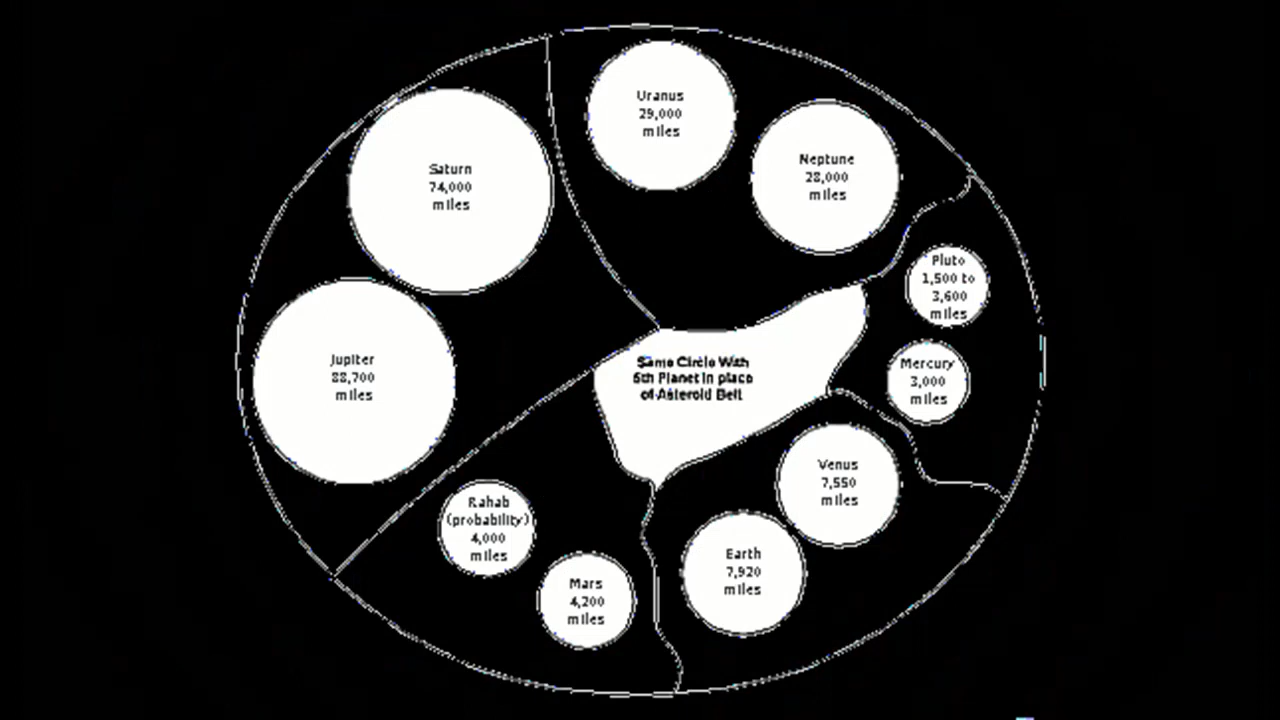 Uranus
29,000
miles
Neptune
28,000
miles
Saturn
74,000
miles
Pluto
1,500 to
3,600
miles
Jupiter
88,700
miles
Same Circle With
5th Planet in place
of Asteroid Belt
Mercury
3,000
miles
Venus
7,550
miles
Rahab
(probability)
4,000
miles
Earth
7,920
miles
Mars
4,200
miles